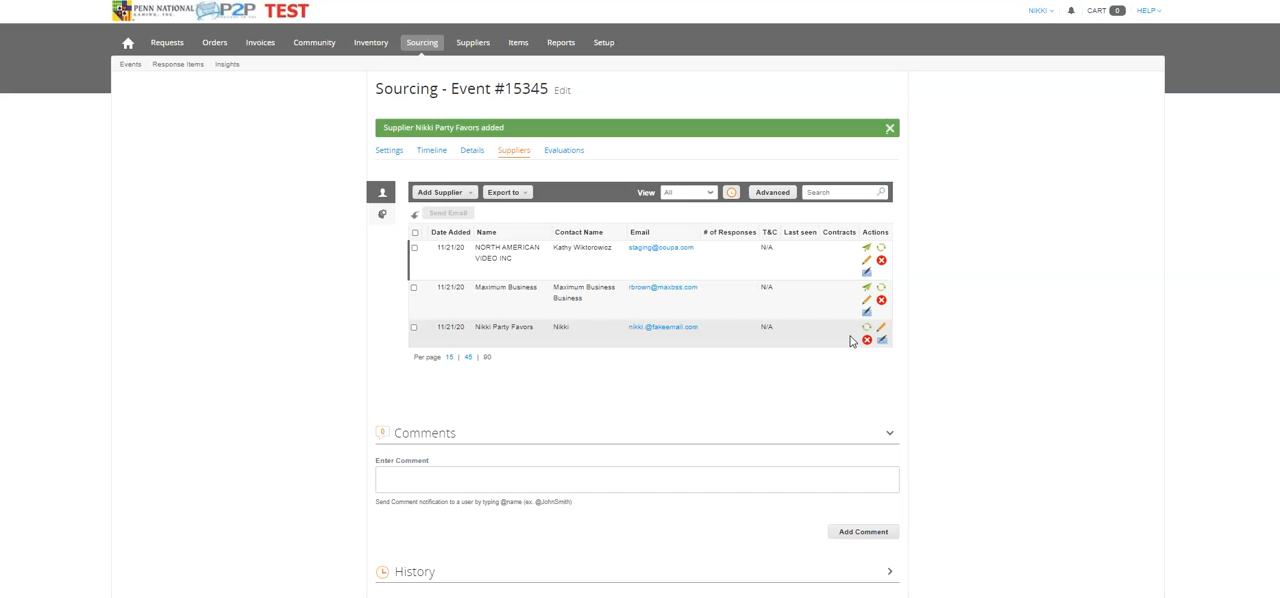 PENN NATIONAL
GAMING, INC.
P2P
TEST
NIKKI
CART 0
HELP
Requests Orders Invoices Community Inventory Sourcing Suppliers Items Reports Setup
Events Response Items Insights
Sourcing - Event #15345 Edit
Supplier Nikki Party Favors added
Settings Timeline Details Suppliers Evaluations
Add Supplier Export to View All Advanced Search
Send Email
Date Added Name Contact Name Email # of Responses T&C Last seen Contracts Actions
11/21/20 NORTH AMERICAN Kathy Wiktorowicz staging@coupa.com N/A
VIDEO INC
11/21/20 Maximum Business Maximum Business rbrown@maxbss.com N/A
Business
11/21/20 Nikki Party Favors Nikki nikki.@fakeemail.com N/A
Per page 15 | 45 | 90
0 Comments
Enter Comment
Send Comment notification to a user by typing @name (ex. @JohnSmith)
Add Comment
History